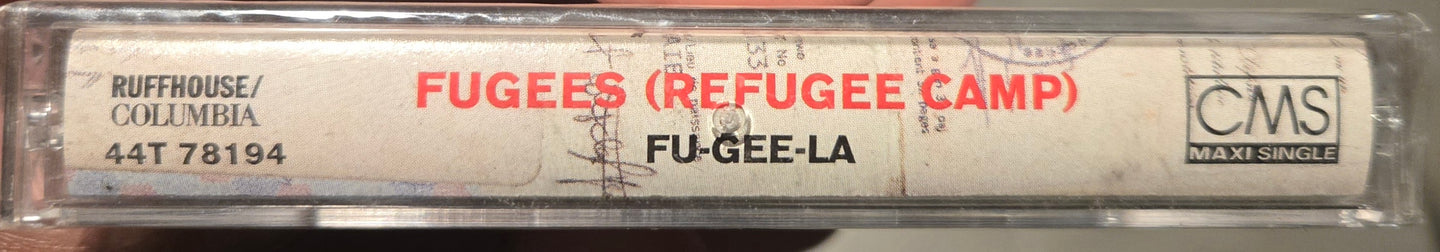 RUFFHOUSE/
COLUMBIA
44T 78194
FUGEES (REFUGEE CAMP)
FU-GEE-LA
CMS
MAXI SINGLE